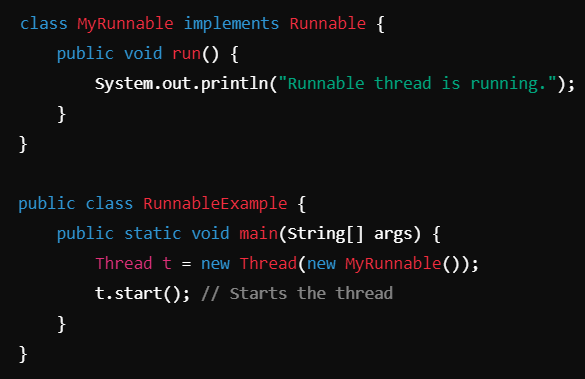 class MyRunnable implements Runnable {
    public void run() {
        System.out.println("Runnable thread is running.");
    }
}

public class RunnableExample {
    public static void main(String[] args) {
        Thread t = new Thread(new MyRunnable());
        t.start(); // Starts the thread
    }
}